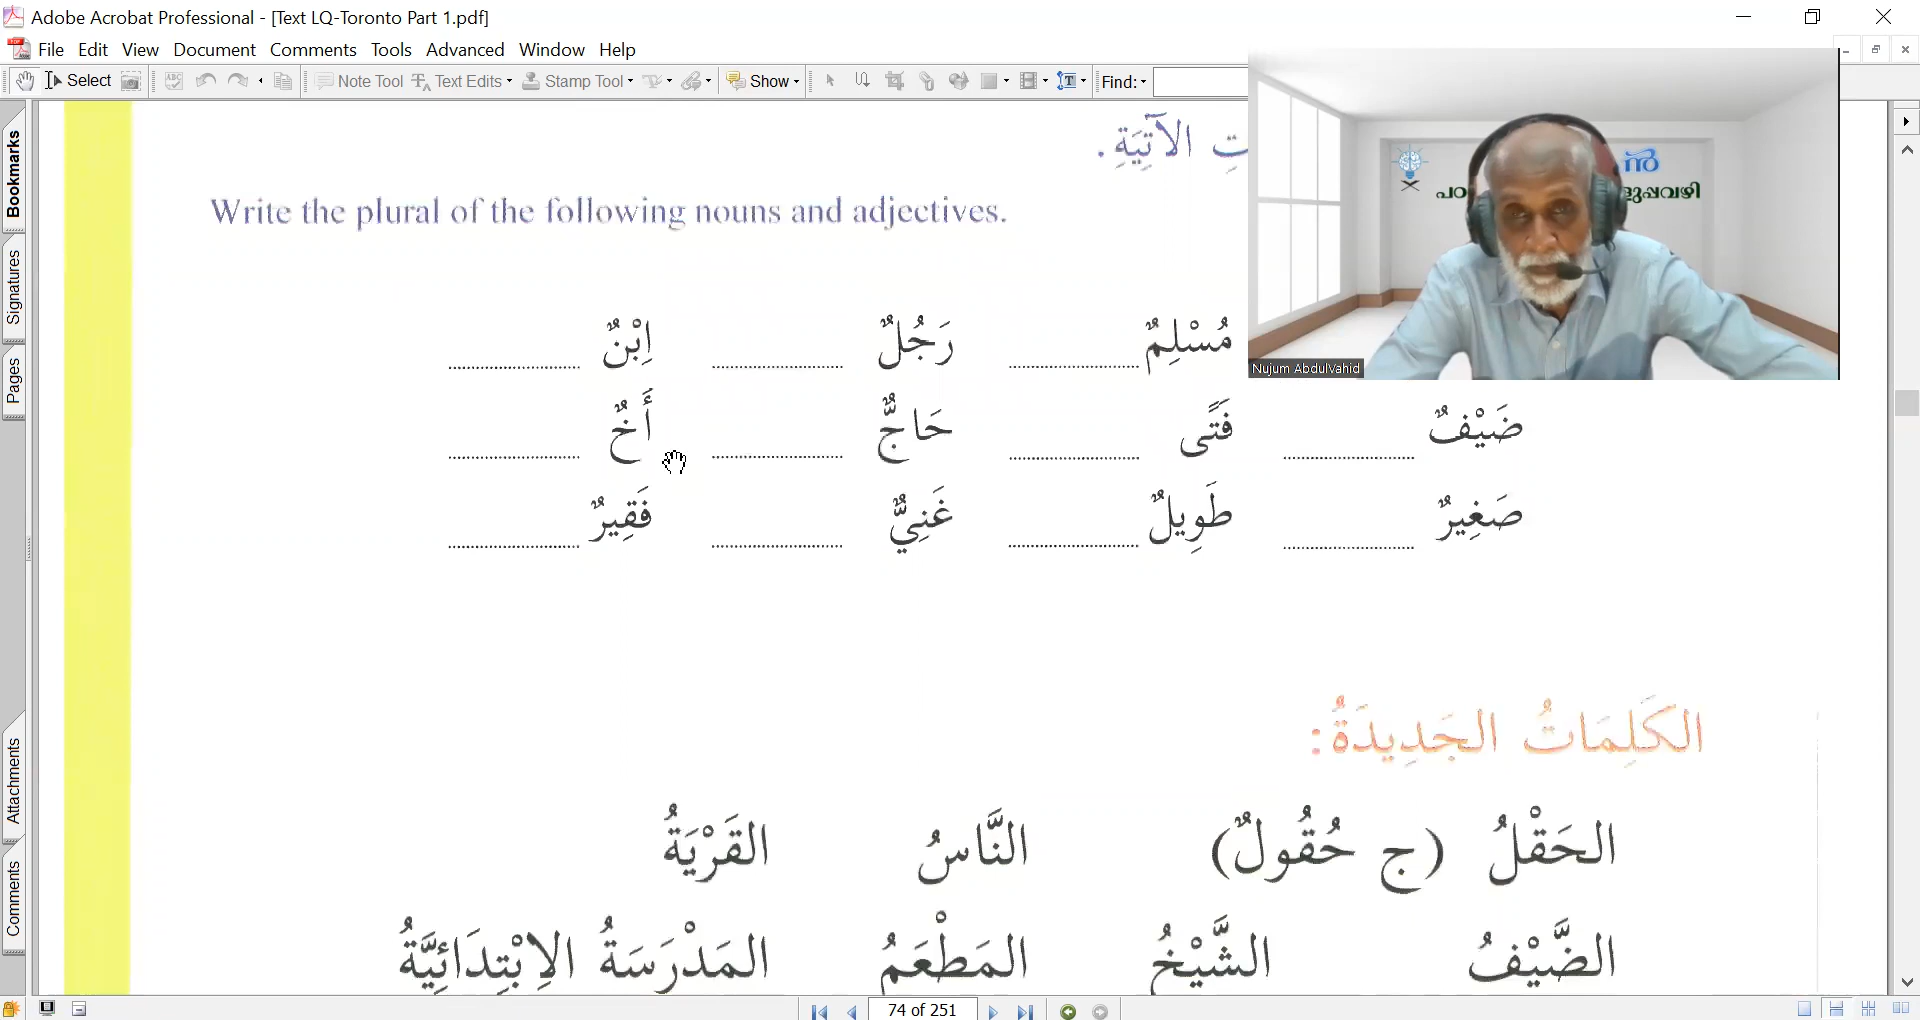 Adobe Acrobat Professional - [Text LQ-Toronto Part 1.pdf]
File Edit View Document Comments Tools Advanced Window Help
Select Note Tool Text Edits Stamp Tool Show Find:
Bookmarks
Signatures
Pages
Attachments
Comments
الآتِيَةِ .
Write the plural of the following nouns and adjectives.
ൻ
പഠ ളുപ്പവഴി
Nujum AbdulVahid
مُسْلِمٌ .................... رَجُلٌ .................... اِبْنٌ ....................
ضَيْفٌ .................... فَتًى .................... حَاجٌّ .................... أَخٌ ....................
صَغِيرٌ .................... طَوِيلٌ .................... غَنِيٌّ .................... فَقِيرٌ ....................
الكَلِمَاتُ الجَدِيدَةُ:
الحَقْلُ (ج حُقُولٌ) النَّاسُ القَرْيَةُ
الضَّيْفُ الشَّيْخُ المَطْعَمُ المَدْرَسَةُ الاِبْتِدَائِيَّةُ
74 of 251